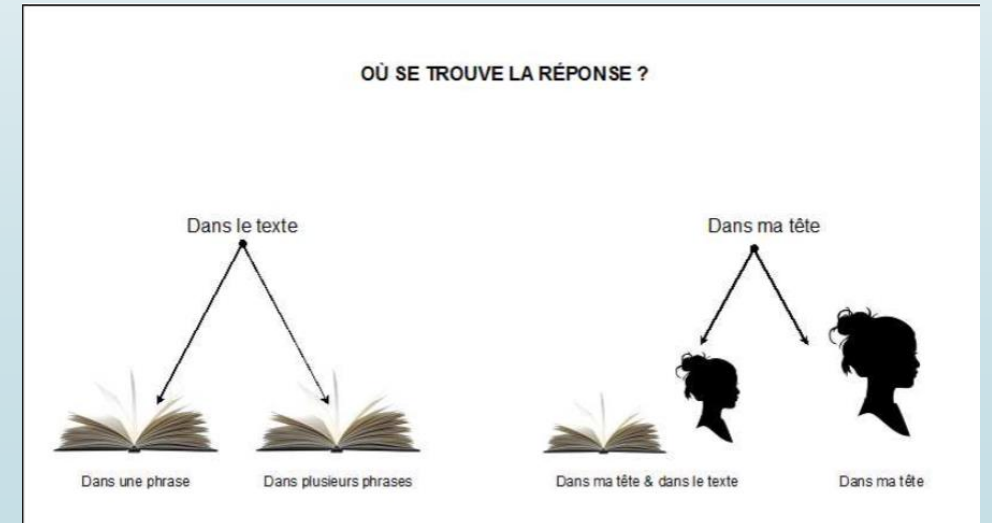 OÙ SE TROUVE LA RÉPONSE ?
Dans le texte
Dans ma tête
Dans une phrase
Dans plusieurs phrases
Dans ma tête & dans le texte
Dans ma tête